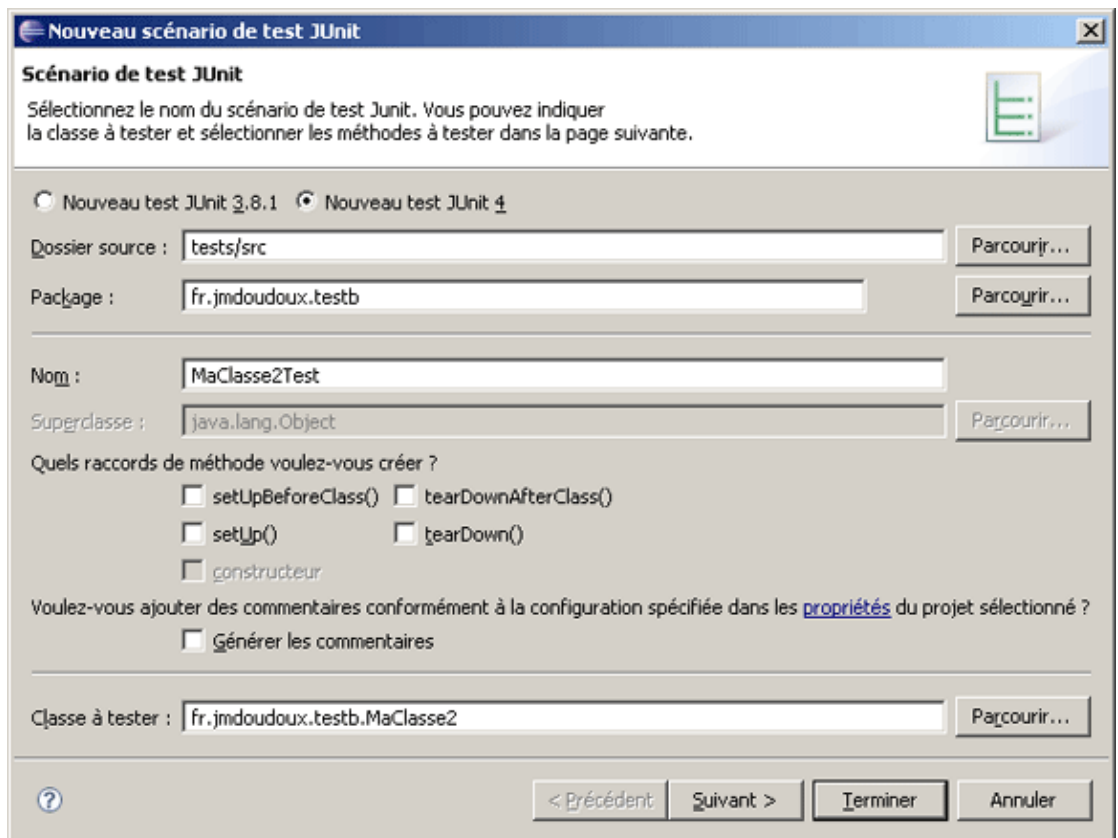 Nouveau scénario de test JUnit
Scénario de test JUnit
Sélectionnez le nom du scénario de test Junit. Vous pouvez indiquer
la classe à tester et sélectionner les méthodes à tester dans la page suivante.
Nouveau test JUnit 3.8.1 Nouveau test JUnit 4
Dossier source : tests/src Parcourir...
Package : fr.jmdoudoux.testb Parcourir...
Nom : MaClasse2Test
Superclasse : java.lang.Object Parcourir...
Quels raccords de méthode voulez-vous créer ?
setUpBeforeClass() tearDownAfterClass()
setUp() tearDown()
constructeur
Voulez-vous ajouter des commentaires conformément à la configuration spécifiée dans les propriétés du projet sélectionné ?
Générer les commentaires
Classe à tester : fr.jmdoudoux.testb.MaClasse2 Parcourir...
? < Précédent Suivant > Terminer Annuler